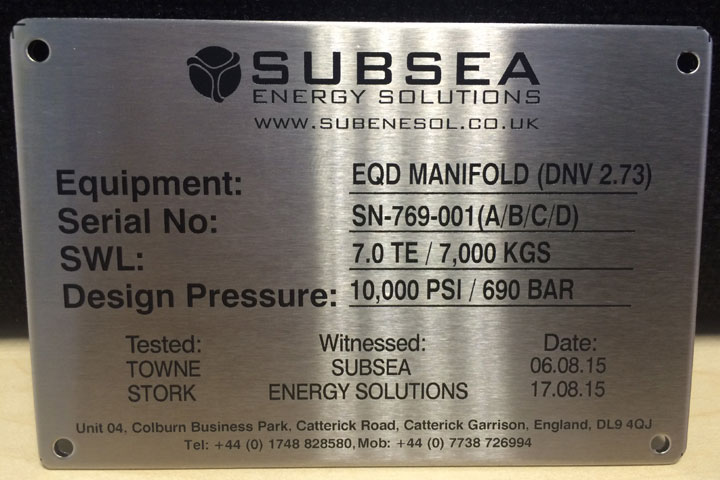 SUBSEA
ENERGY SOLUTIONS
WWW.SUBENESOL.CO.UK
Equipment: EQD MANIFOLD (DNV 2.73)
Serial No: SN-769-001(A/B/C/D)
SWL: 7.0 TE / 7,000 KGS
Design Pressure: 10,000 PSI / 690 BAR
Tested: Witnessed: Date:
TOWNE SUBSEA 06.08.15
STORK ENERGY SOLUTIONS 17.08.15
Unit 04, Colburn Business Park, Catterick Road, Catterick Garrison, England, DL9 4QJ
Tel: +44 (0) 1748 828580, Mob: +44 (0) 7738 726994